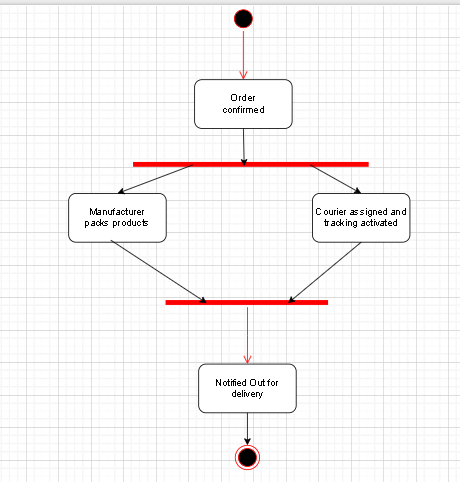 Order
confirmed
Manufacturer
packs products
Courier assigned and
tracking activated
Notified Out for
delivery